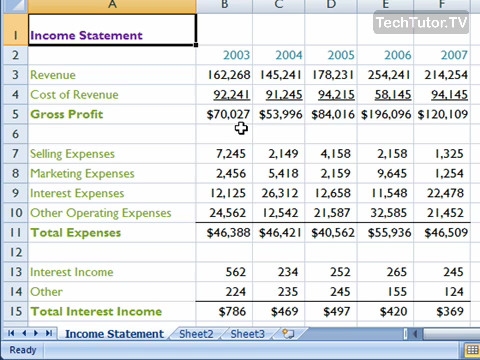 TechTutor.TV
A B C D E F
1 Income Statement
2 2003 2004 2005 2006 2007
3 Revenue 162,268 145,241 178,231 254,241 214,254
4 Cost of Revenue 92,241 91,245 94,215 58,145 94,145
5 Gross Profit $70,027 $53,996 $84,016 $196,096 $120,109
6
7 Selling Expenses 7,245 2,149 4,158 2,158 1,325
8 Marketing Expenses 2,456 5,418 2,159 9,645 1,254
9 Interest Expenses 12,125 26,312 12,658 11,548 22,478
10 Other Operating Expenses 24,562 12,542 21,587 32,585 21,452
11 Total Expenses $46,388 $46,421 $40,562 $55,936 $46,509
12
13 Interest Income 562 234 252 265 245
14 Other 224 235 245 155 124
15 Total Interest Income $786 $469 $497 $420 $369
Income Statement Sheet2 Sheet3
Ready